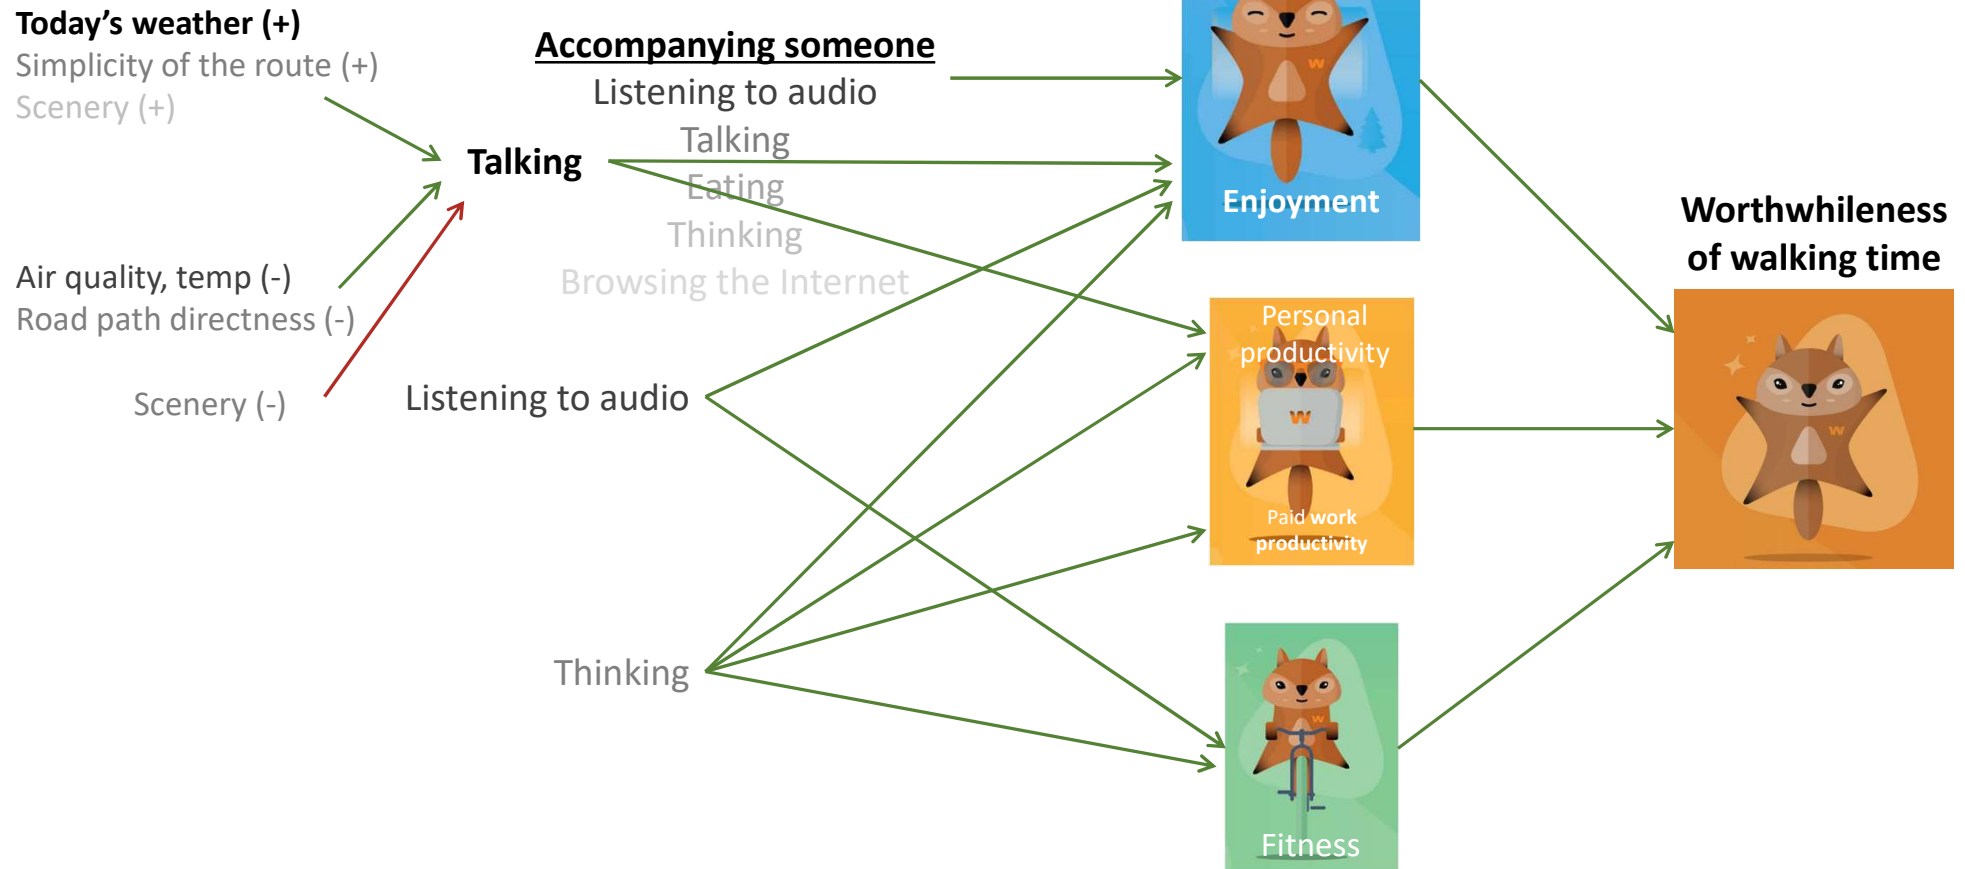 Today's weather (+)
Simplicity of the route (+)
Scenery (+)
Accompanying someone
Listening to audio
Talking
Eating
Thinking
Browsing the Internet
Talking
Air quality, temp (-)
Road path directness (-)
Scenery (-)
Listening to audio
Thinking
W
Enjoyment
Personal
productivity
W
Paid work
productivity
W
Fitness
Worthwhileness
of walking time
W